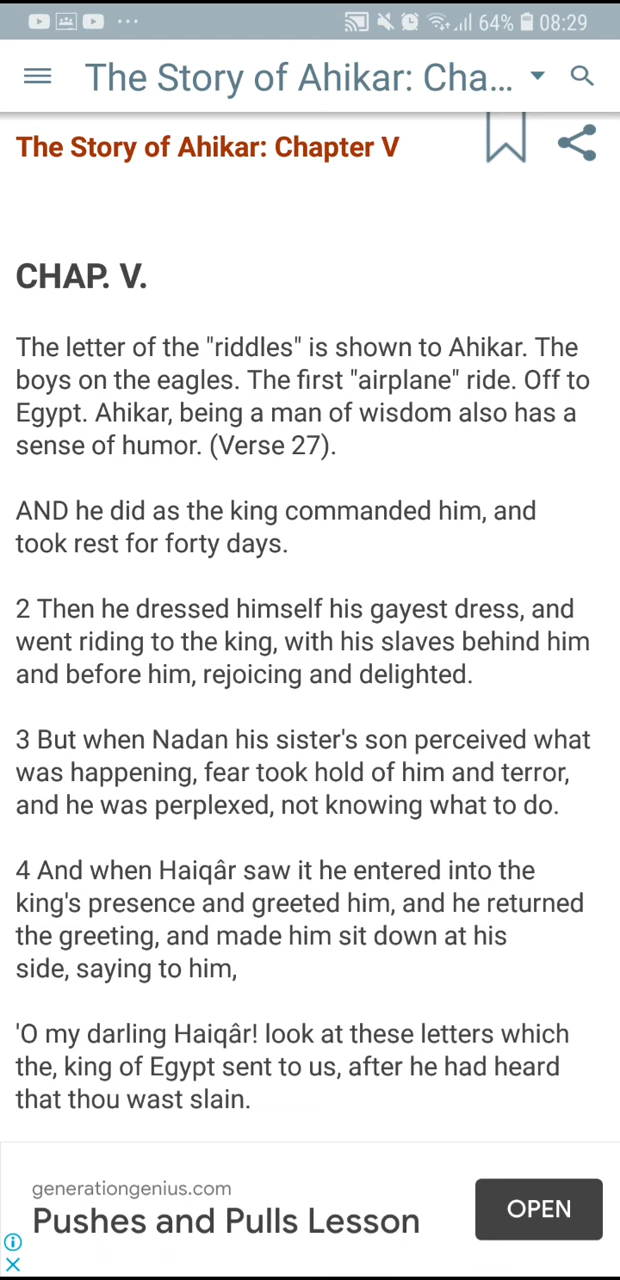 64% 08:29
The Story of Ahikar: Cha...
The Story of Ahikar: Chapter V
CHAP. V.
The letter of the "riddles" is shown to Ahikar. The
boys on the eagles. The first "airplane" ride. Off to
Egypt. Ahikar, being a man of wisdom also has a
sense of humor. (Verse 27).
AND he did as the king commanded him, and
took rest for forty days.
2 Then he dressed himself his gayest dress, and
went riding to the king, with his slaves behind him
and before him, rejoicing and delighted.
3 But when Nadan his sister's son perceived what
was happening, fear took hold of him and terror,
and he was perplexed, not knowing what to do.
4 And when Haiqâr saw it he entered into the
king's presence and greeted him, and he returned
the greeting, and made him sit down at his
side, saying to him,
'O my darling Haiqâr! look at these letters which
the, king of Egypt sent to us, after he had heard
that thou wast slain.
generationgenius.com
Pushes and Pulls Lesson
OPEN